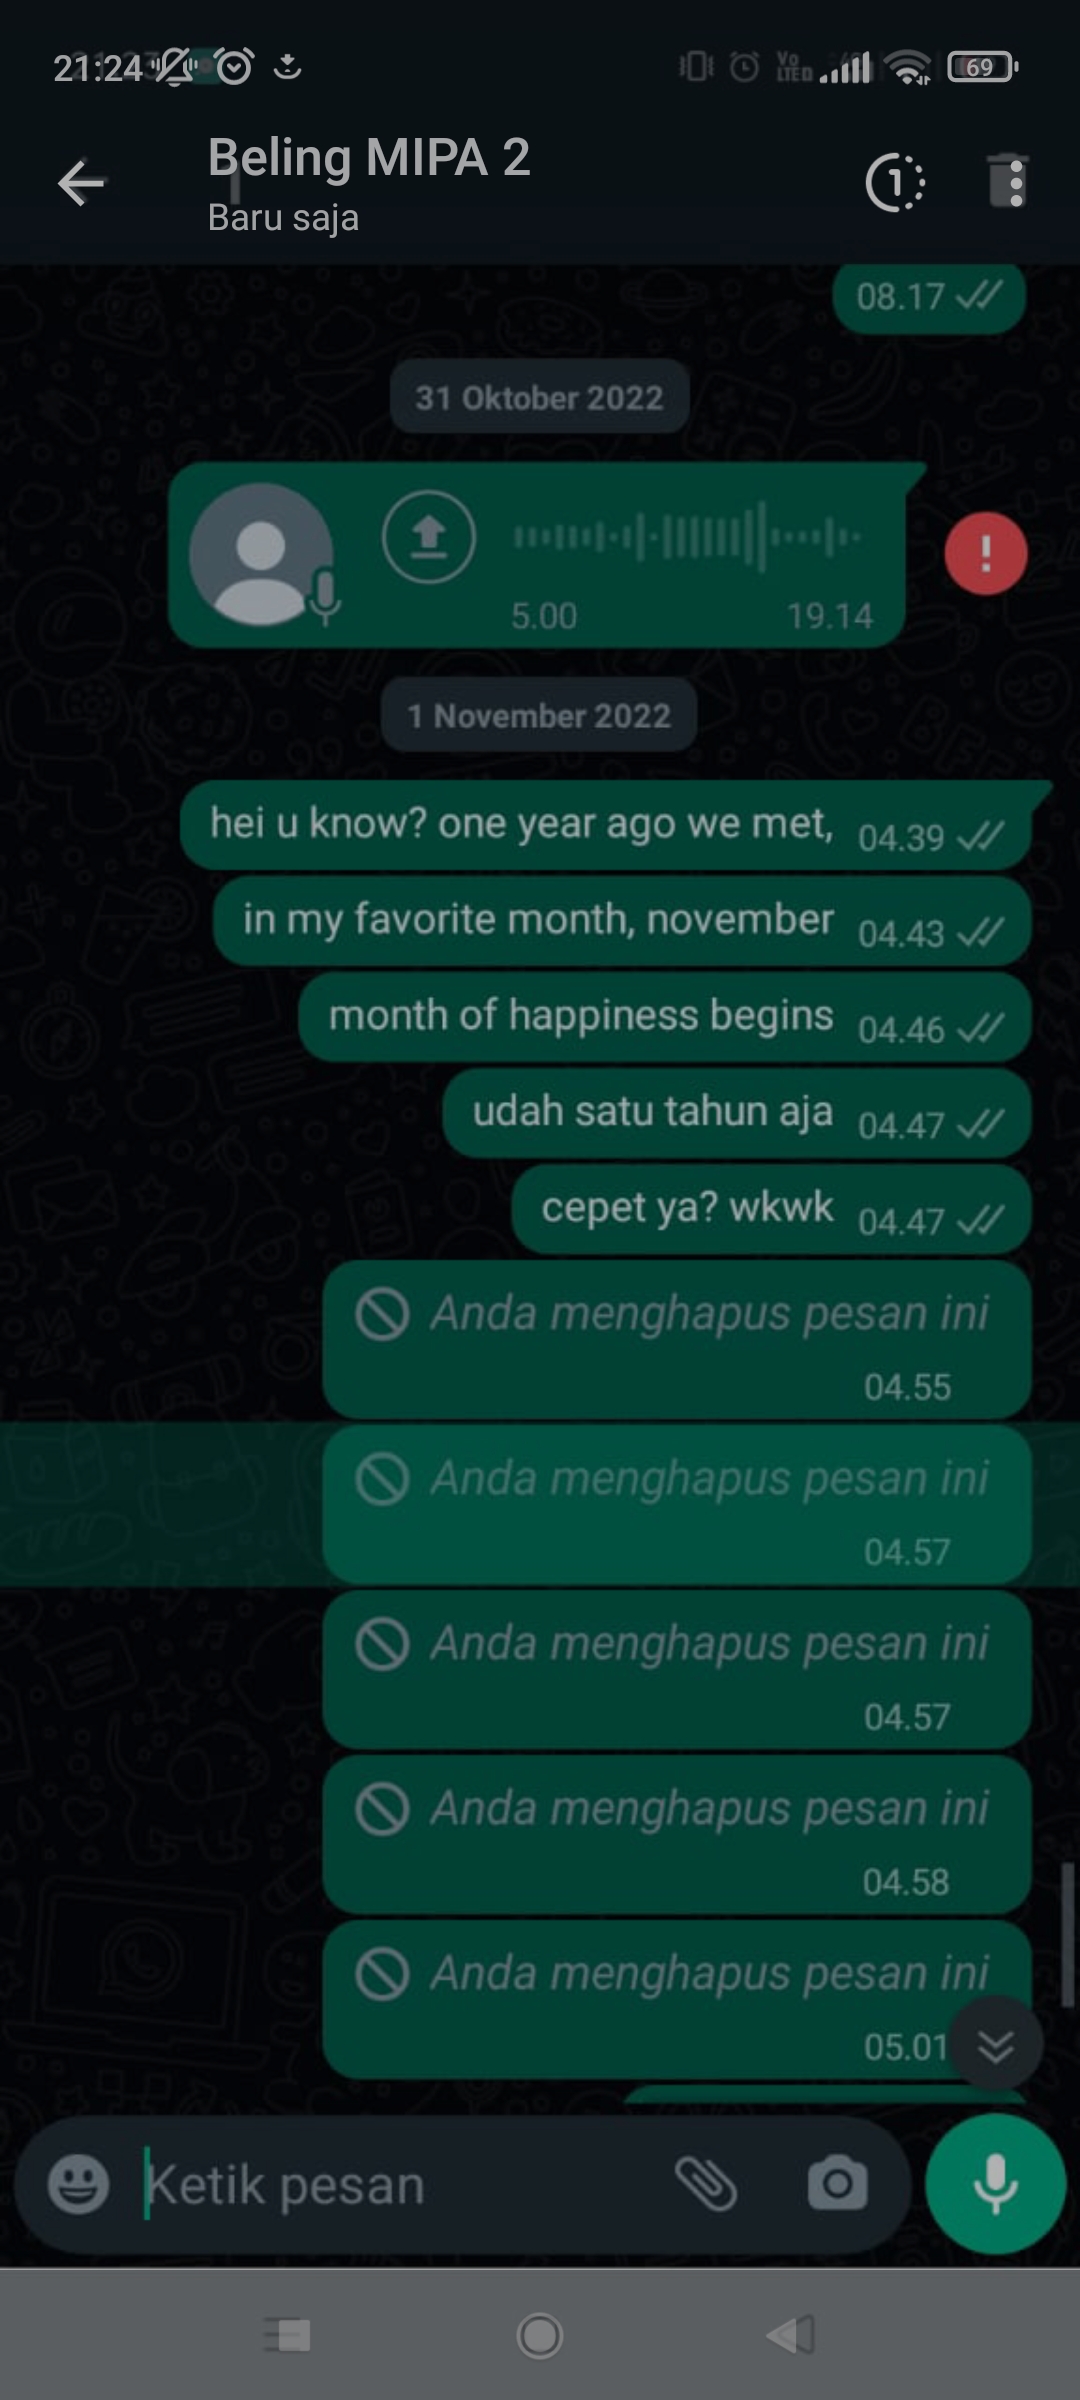 21:24
Vo
LTE
69
Beling MIPA 2
1
Baru saja
08.17
31 Oktober 2022
5.00 19.14
1 November 2022
hei u know? one year ago we met, 04.39
in my favorite month, november 04.43
month of happiness begins 04.46
udah satu tahun aja 04.47
cepet ya? wkwk 04.47
Anda menghapus pesan ini
04.55
Anda menghapus pesan ini
04.57
Anda menghapus pesan ini
04.57
Anda menghapus pesan ini
04.58
Anda menghapus pesan ini
05.01
Ketik pesan